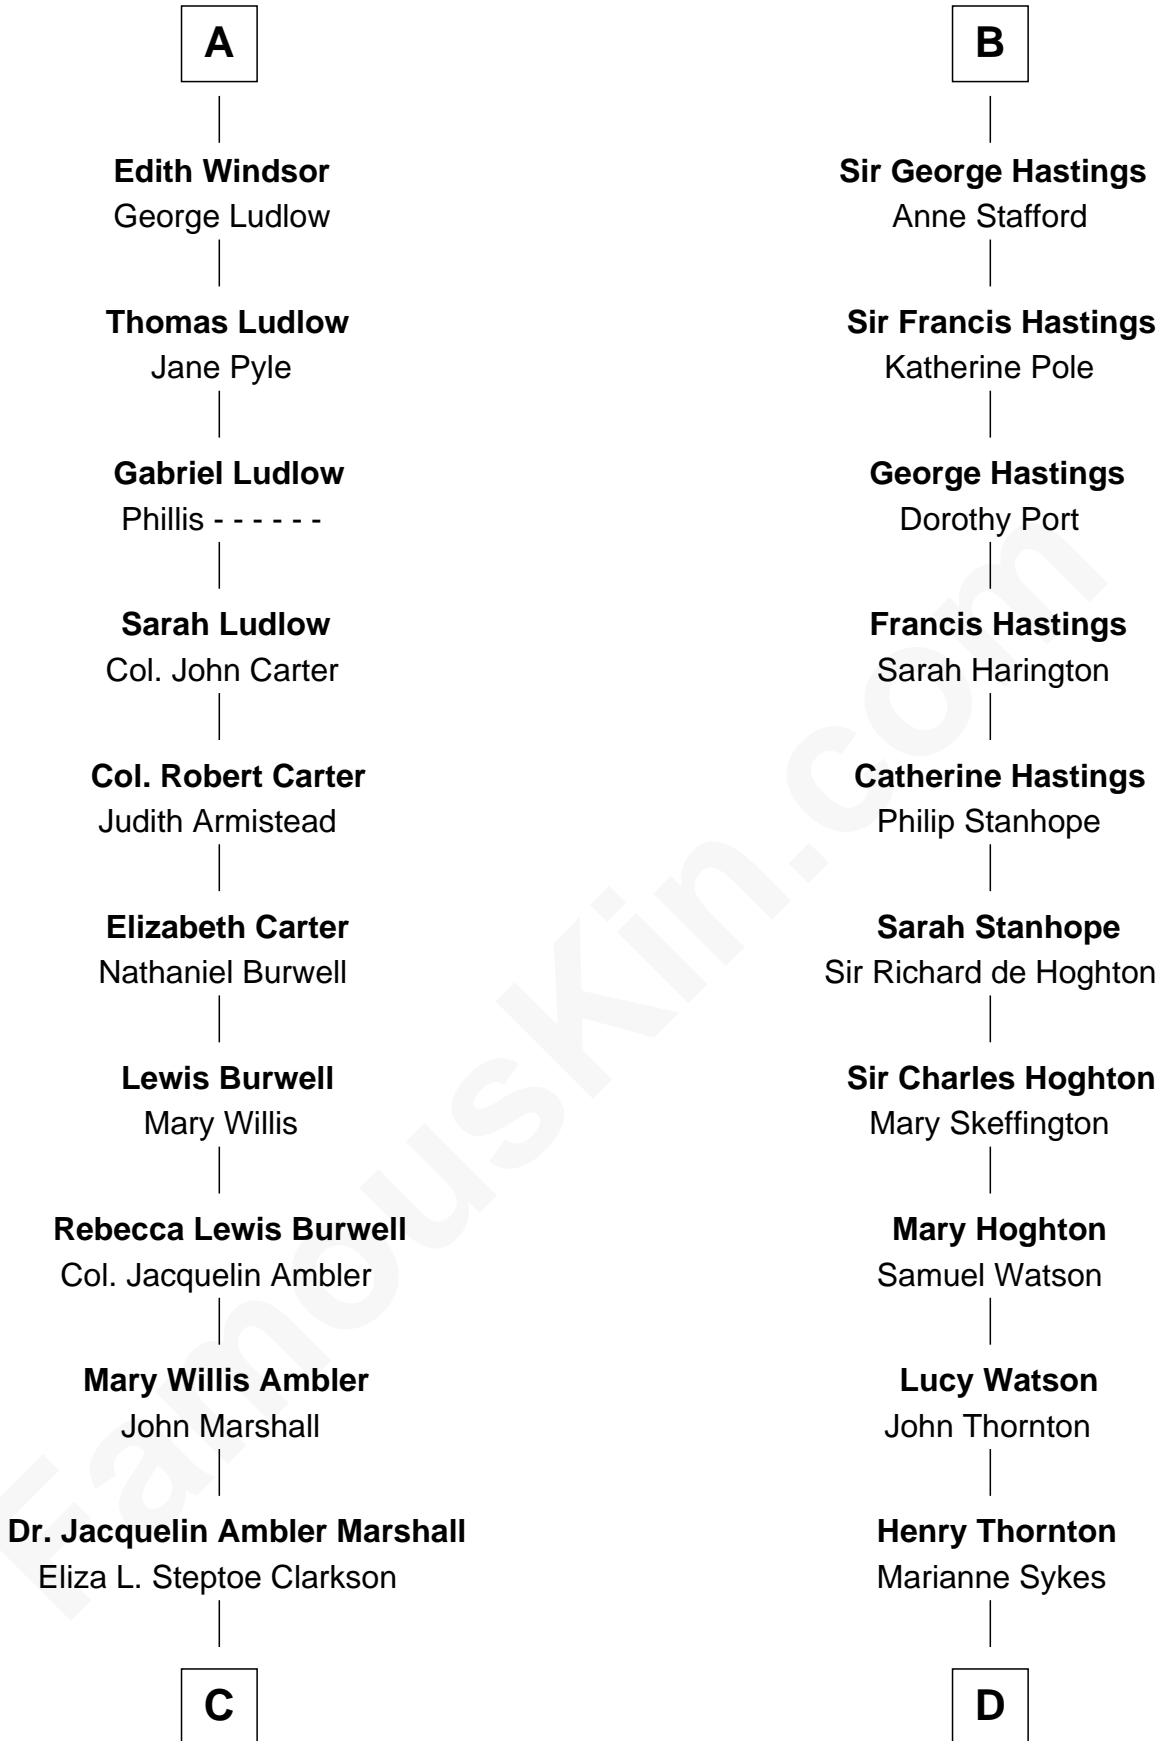 A
Edith Windsor
George Ludlow
Thomas Ludlow
Jane Pyle
Gabriel Ludlow
Phillis - - - - - -
Sarah Ludlow
Col. John Carter
Col. Robert Carter
Judith Armistead
Elizabeth Carter
Nathaniel Burwell
Lewis Burwell
Mary Willis
Rebecca Lewis Burwell
Col. Jacquelin Ambler
Mary Willis Ambler
John Marshall
Dr. Jacquelin Ambler Marshall
Eliza L. Steptoe Clarkson
C
B
Sir George Hastings
Anne Stafford
Sir Francis Hastings
Katherine Pole
George Hastings
Dorothy Port
Francis Hastings
Sarah Harington
Catherine Hastings
Philip Stanhope
Sarah Stanhope
Sir Richard de Hoghton
Sir Charles Hoghton
Mary Skeffington
Mary Hoghton
Samuel Watson
Lucy Watson
John Thornton
Henry Thornton
Marianne Sykes
D
FamousKin.com